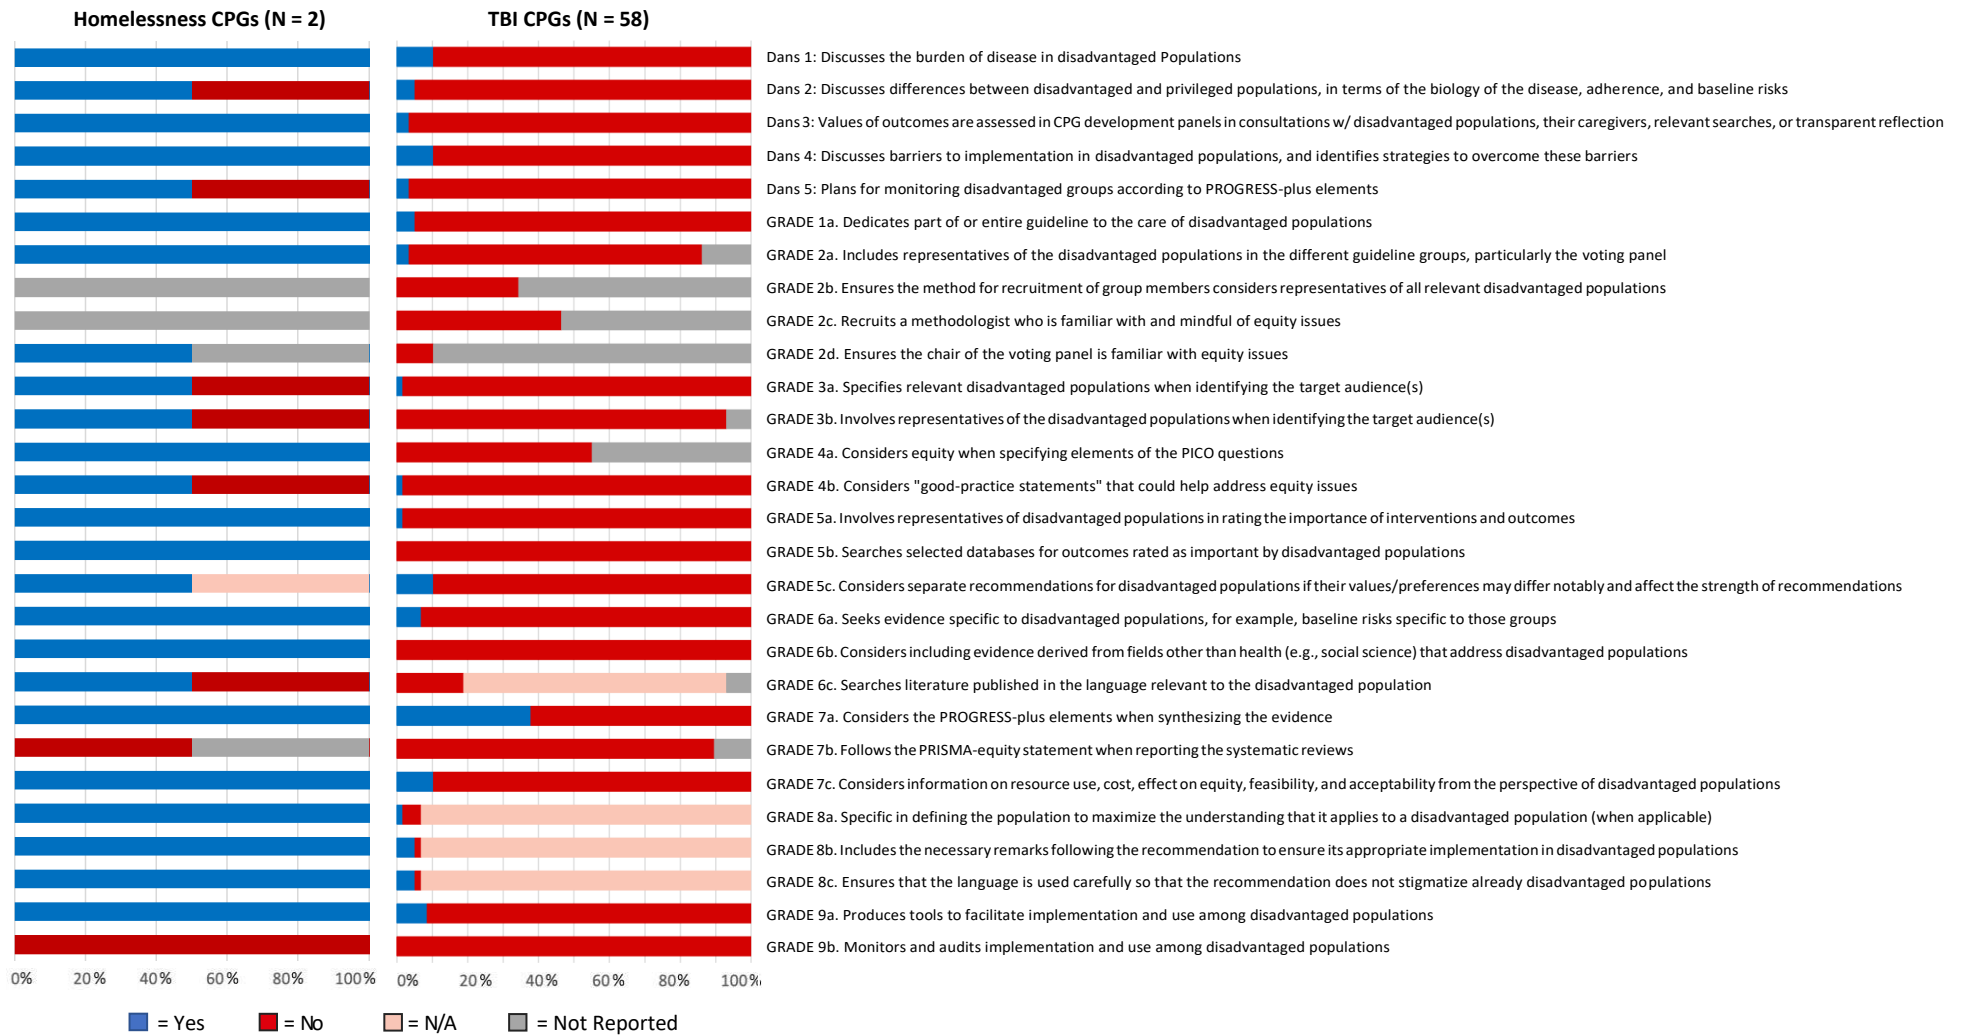 Homelessness CPGs (N = 2)
TBI CPGs (N = 58)
Dans 1: Discusses the burden of disease in disadvantaged Populations
Dans 2: Discusses differences between disadvantaged and privileged populations, in terms of the biology of the disease, adherence, and baseline risks
Dans 3: Values of outcomes are assessed in CPG development panels in consultations w/ disadvantaged populations, their caregivers, relevant searches, or transparent reflection
Dans 4: Discusses barriers to implementation in disadvantaged populations, and identifies strategies to overcome these barriers
Dans 5: Plans for monitoring disadvantaged groups according to PROGRESS-plus elements
GRADE 1a. Dedicates part of or entire guideline to the care of disadvantaged populations
GRADE 2a. Includes representatives of the disadvantaged populations in the different guideline groups, particularly the voting panel
GRADE 2b. Ensures the method for recruitment of group members considers representatives of all relevant disadvantaged populations
GRADE 2c. Recruits a methodologist who is familiar with and mindful of equity issues
GRADE 2d. Ensures the chair of the voting panel is familiar with equity issues
GRADE 3a. Specifies relevant disadvantaged populations when identifying the target audience(s)
GRADE 3b. Involves representatives of the disadvantaged populations when identifying the target audience(s)
GRADE 4a. Considers equity when specifying elements of the PICO questions
GRADE 4b. Considers "good-practice statements" that could help address equity issues
GRADE 5a. Involves representatives of disadvantaged populations in rating the importance of interventions and outcomes
GRADE 5b. Searches selected databases for outcomes rated as important by disadvantaged populations
GRADE 5c. Considers separate recommendations for disadvantaged populations if their values/preferences may differ notably and affect the strength of recommendations
GRADE 6a. Seeks evidence specific to disadvantaged populations, for example, baseline risks specific to those groups
GRADE 6b. Considers including evidence derived from fields other than health (e.g., social science) that address disadvantaged populations
GRADE 6c. Searches literature published in the language relevant to the disadvantaged population
GRADE 7a. Considers the PROGRESS-plus elements when synthesizing the evidence
GRADE 7b. Follows the PRISMA-equity statement when reporting the systematic reviews
GRADE 7c. Considers information on resource use, cost, effect on equity, feasibility, and acceptability from the perspective of disadvantaged populations
GRADE 8a. Specific in defining the population to maximize the understanding that it applies to a disadvantaged population (when applicable)
GRADE 8b. Includes the necessary remarks following the recommendation to ensure its appropriate implementation in disadvantaged populations
GRADE 8c. Ensures that the language is used carefully so that the recommendation does not stigmatize already disadvantaged populations
GRADE 9a. Produces tools to facilitate implementation and use among disadvantaged populations
GRADE 9b. Monitors and audits implementation and use among disadvantaged populations
0% 20% 40% 60% 80% 100%
0% 20% 40% 60% 80% 100%
= Yes = No = N/A = Not Reported